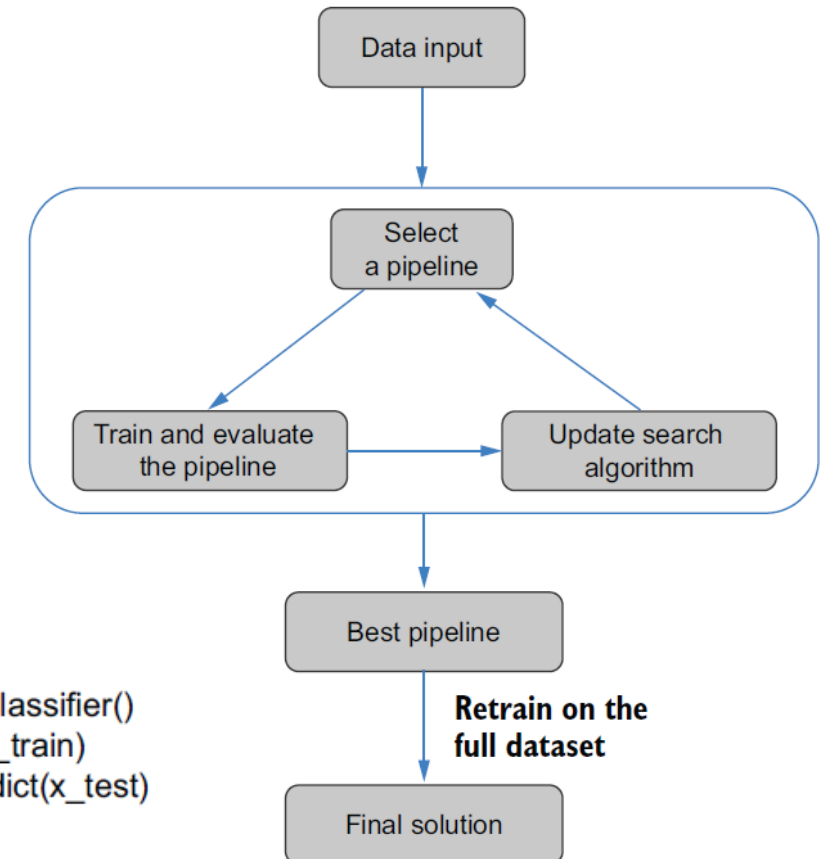 Data input
Select
a pipeline
Train and evaluate
the pipeline
Update search
algorithm
Best pipeline
lassifier()
_train)
dict(x_test)
Retrain on the
full dataset
Final solution